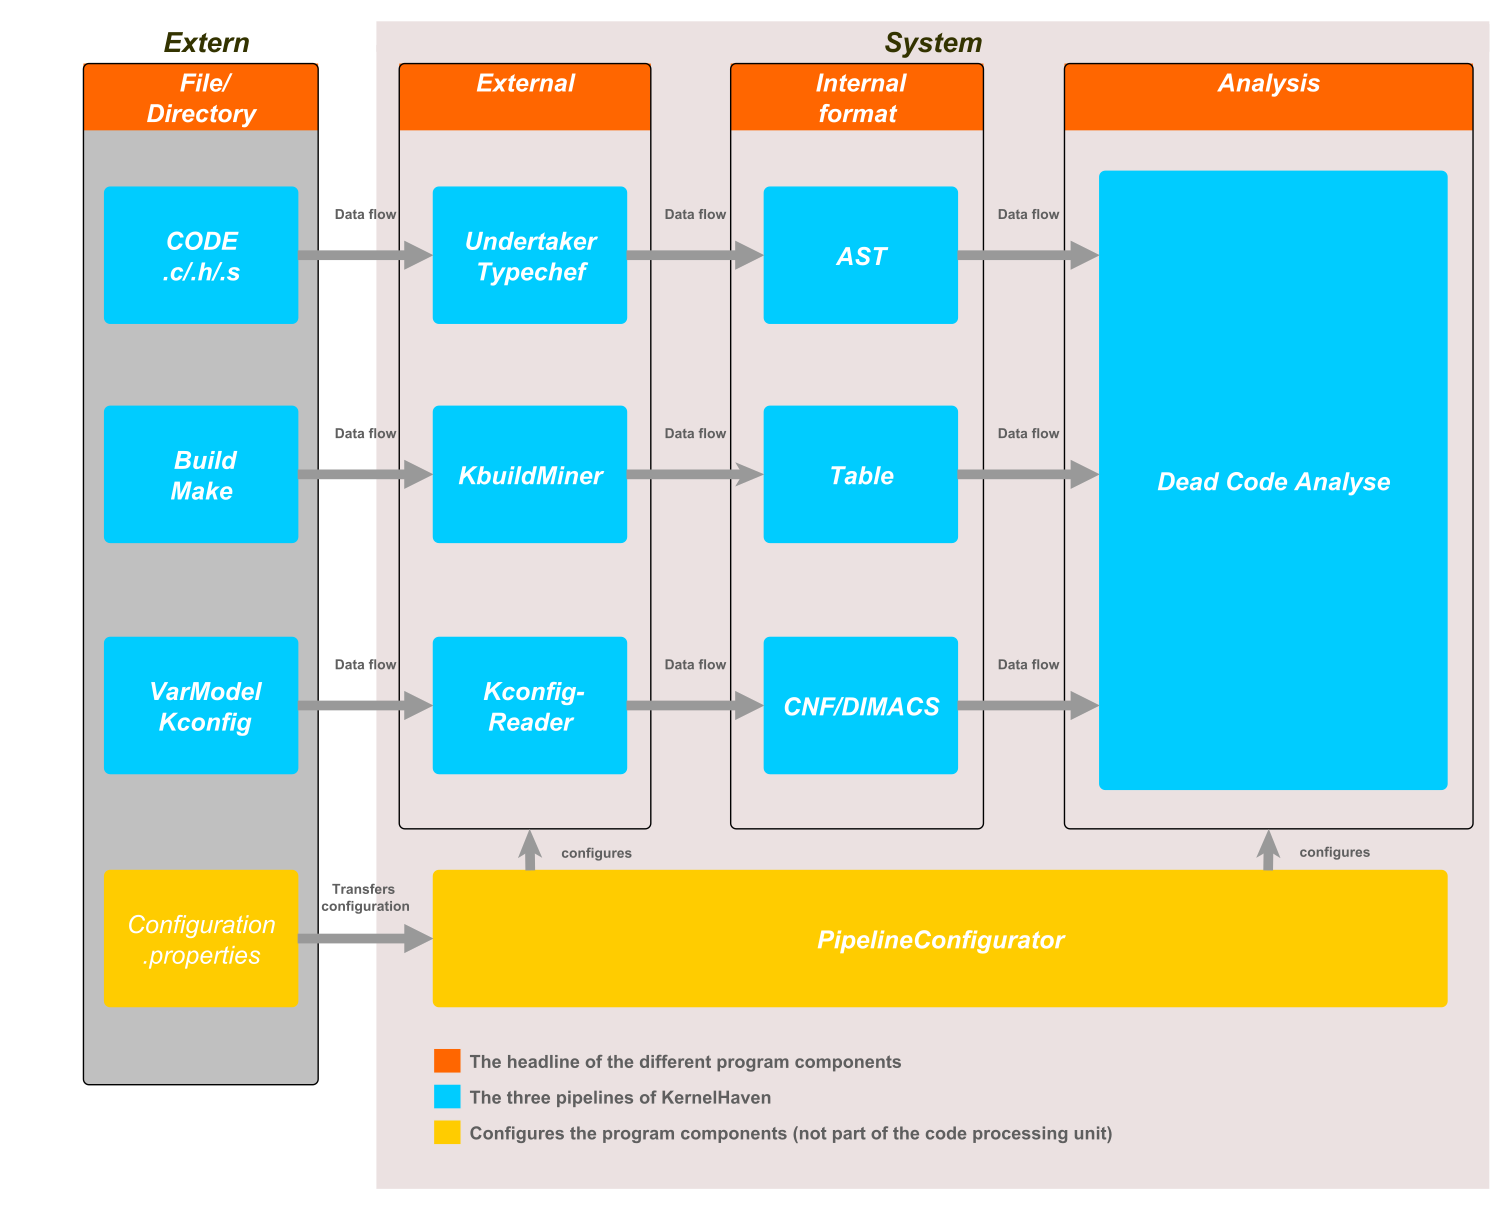 Extern
System
File/
Directory
External
Internal
format
Analysis
CODE
.c/.h/.s
Data flow
Undertaker
Typechef
Data flow
AST
Data flow
Build
Make
Data flow
KbuildMiner
Data flow
Table
Data flow
Dead Code Analyse
VarModel
Kconfig
Data flow
Kconfig-
Reader
Data flow
CNF/DIMACS
Data flow
configures
configures
Configuration
.properties
Transfers
configuration
PipelineConfigurator
The headline of the different program components
The three pipelines of KernelHaven
Configures the program components (not part of the code processing unit)